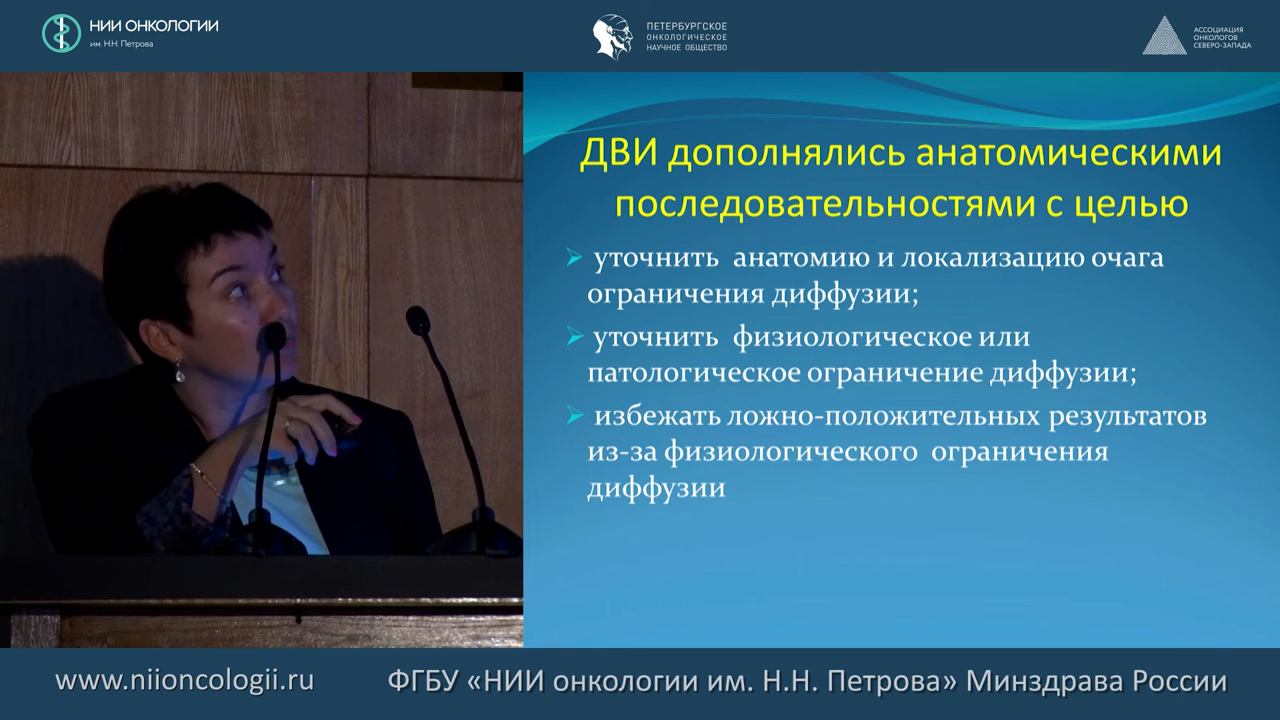 НИИ ОНКОЛОГИИ
им. Н.Н. Петрова
ПЕТЕРБУРГСКОЕ
ОНКОЛОГИЧЕСКОЕ
НАУЧНОЕ ОБЩЕСТВО
АССОЦИАЦИЯ
ОНКОЛОГОВ
СЕВЕРО-ЗАПАДА
ДВИ дополнялись анатомическими
последовательностями с целью
уточнить анатомию и локализацию очага
ограничения диффузии;
уточнить физиологическое или
патологическое ограничение диффузии;
избежать ложно-положительных результатов
из-за физиологического ограничения
диффузии
www.niioncologii.ru
ФГБУ «НИИ онкологии им. Н.Н. Петрова» Минздрава России